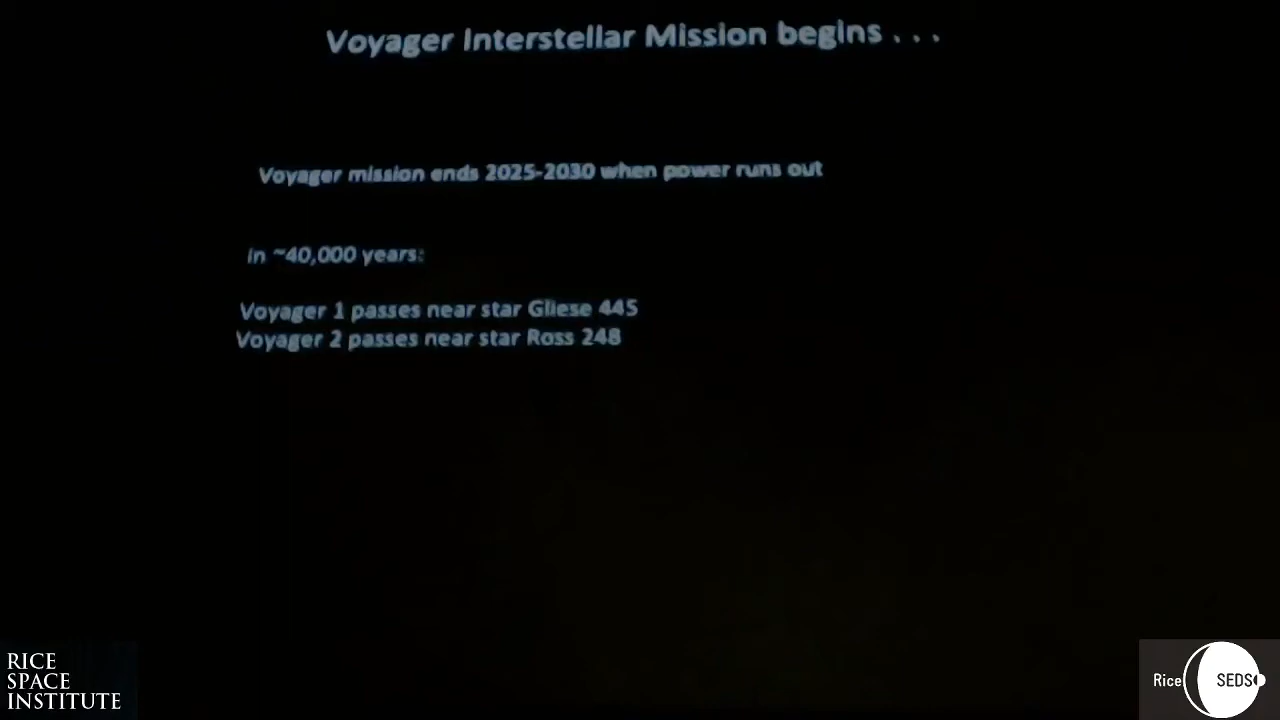 Voyager Interstellar Mission begins . . .
Voyager mission ends 2025-2030 when power runs out
in ~40,000 years:
Voyager 1 passes near star Gliese 445
Voyager 2 passes near star Ross 248
RICE
SPACE
INSTITUTE
Rice SEDS